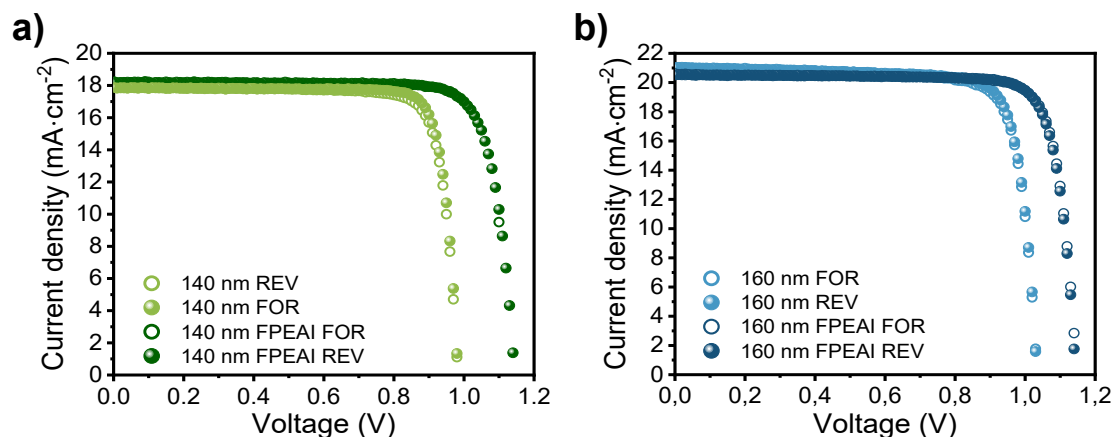 a)
20
18
16
14
12
10
8
6
4
2
0
Current density (mA·cm⁻²)
140 nm REV
140 nm FOR
140 nm FPEAI FOR
140 nm FPEAI REV
0.0 0.2 0.4 0.6 0.8 1.0 1.2
Voltage (V)
b)
22
20
18
16
14
12
10
8
6
4
2
0
Current density (mA·cm⁻²)
160 nm FOR
160 nm REV
160 nm FPEAI FOR
160 nm FPEAI REV
0,0 0,2 0,4 0,6 0,8 1,0 1,2
Voltage (V)